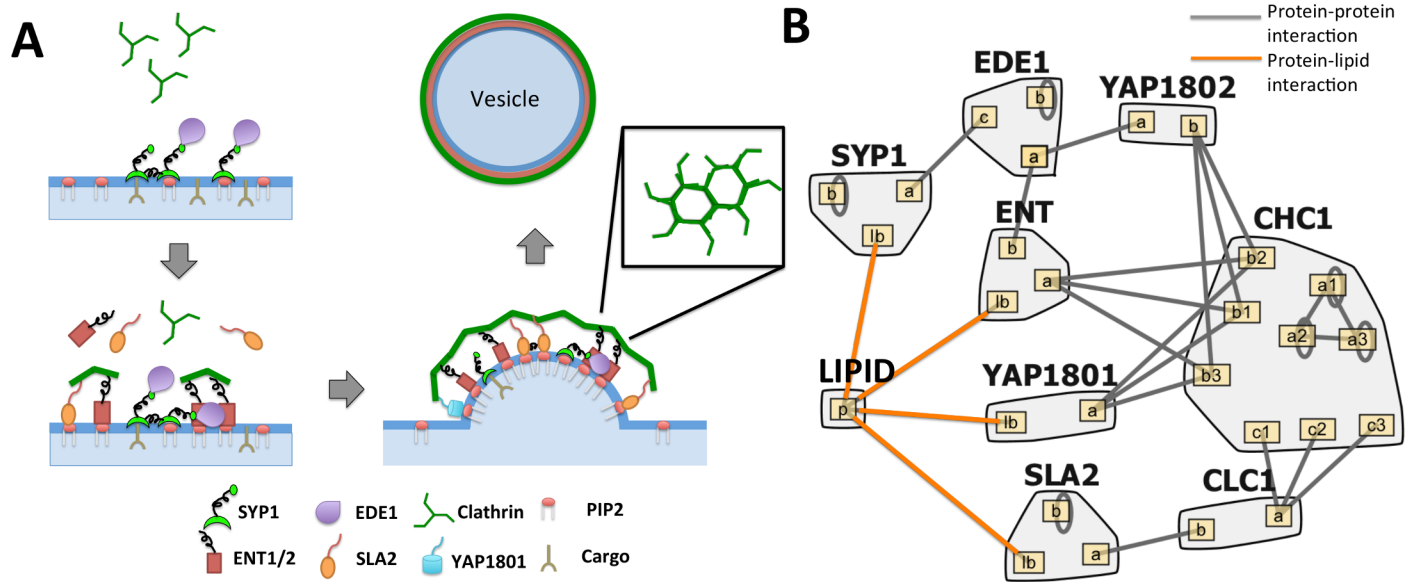 A
Vesicle
SYP1
EDE1
Clathrin
PIP2
ENT1/2
SLA2
YAP1801
Cargo
B
Protein-protein
interaction
Protein-lipid
interaction
EDE1
b
c
a
YAP1802
a
b
SYP1
b
a
lb
ENT
b
a
lb
CHC1
b2
a1
b1
a2
a3
b3
c1
c2
c3
LIPID
p
YAP1801
lb
a
SLA2
b
lb
a
CLC1
b
a